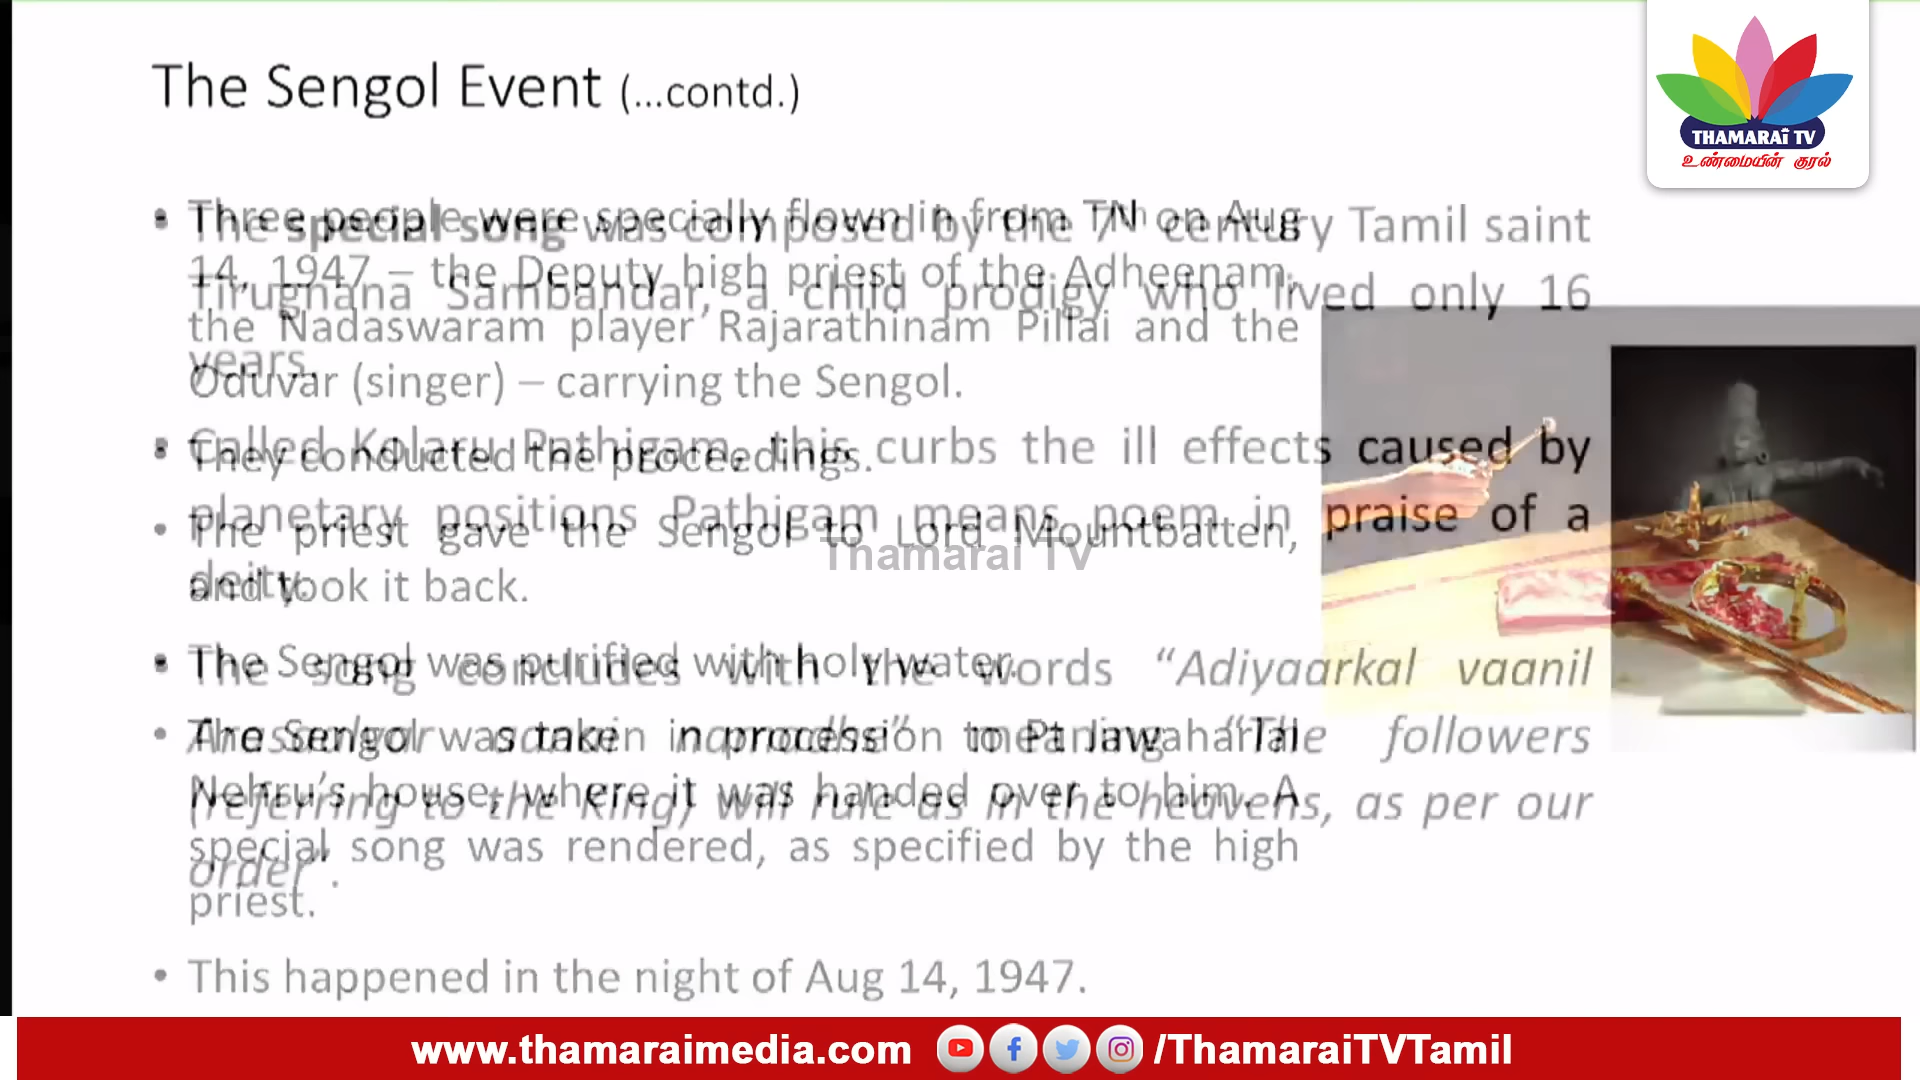 The Sengol Event (...contd.)
THAMARAI TV
உண்மையின் குரல்
• Three people were specially flown in from TN on Aug
14, 1947 – the Deputy high priest of the Adheenam,
the Nadaswaram player Rajarathinam Pillai and the
Oduvar (singer) – carrying the Sengol.
• They conducted the proceedings.
• The priest gave the Sengol to Lord Mountbatten,
and took it back.
• The Sengol was purified with holy water.
• The Sengol was taken in procession to Pt Jawaharlal
Nehru's house, where it was handed over to him. A
special song was rendered, as specified by the high
priest.
• This happened in the night of Aug 14, 1947.
• The special song was composed by the 7th century Tamil saint
Tirugnana Sambandar, a child prodigy who lived only 16
years.
• Called Kolaru Pathigam, this curbs the ill effects caused by
planetary positions Pathigam means poem in praise of a
deity.
• The song concludes with the words “Adiyaarkal vaanil
meaning “The followers
(referring to the King) will rule as in the heavens, as per our
order”.
Thamarai TV
www.thamaraimedia.com /ThamaraiTVTamil